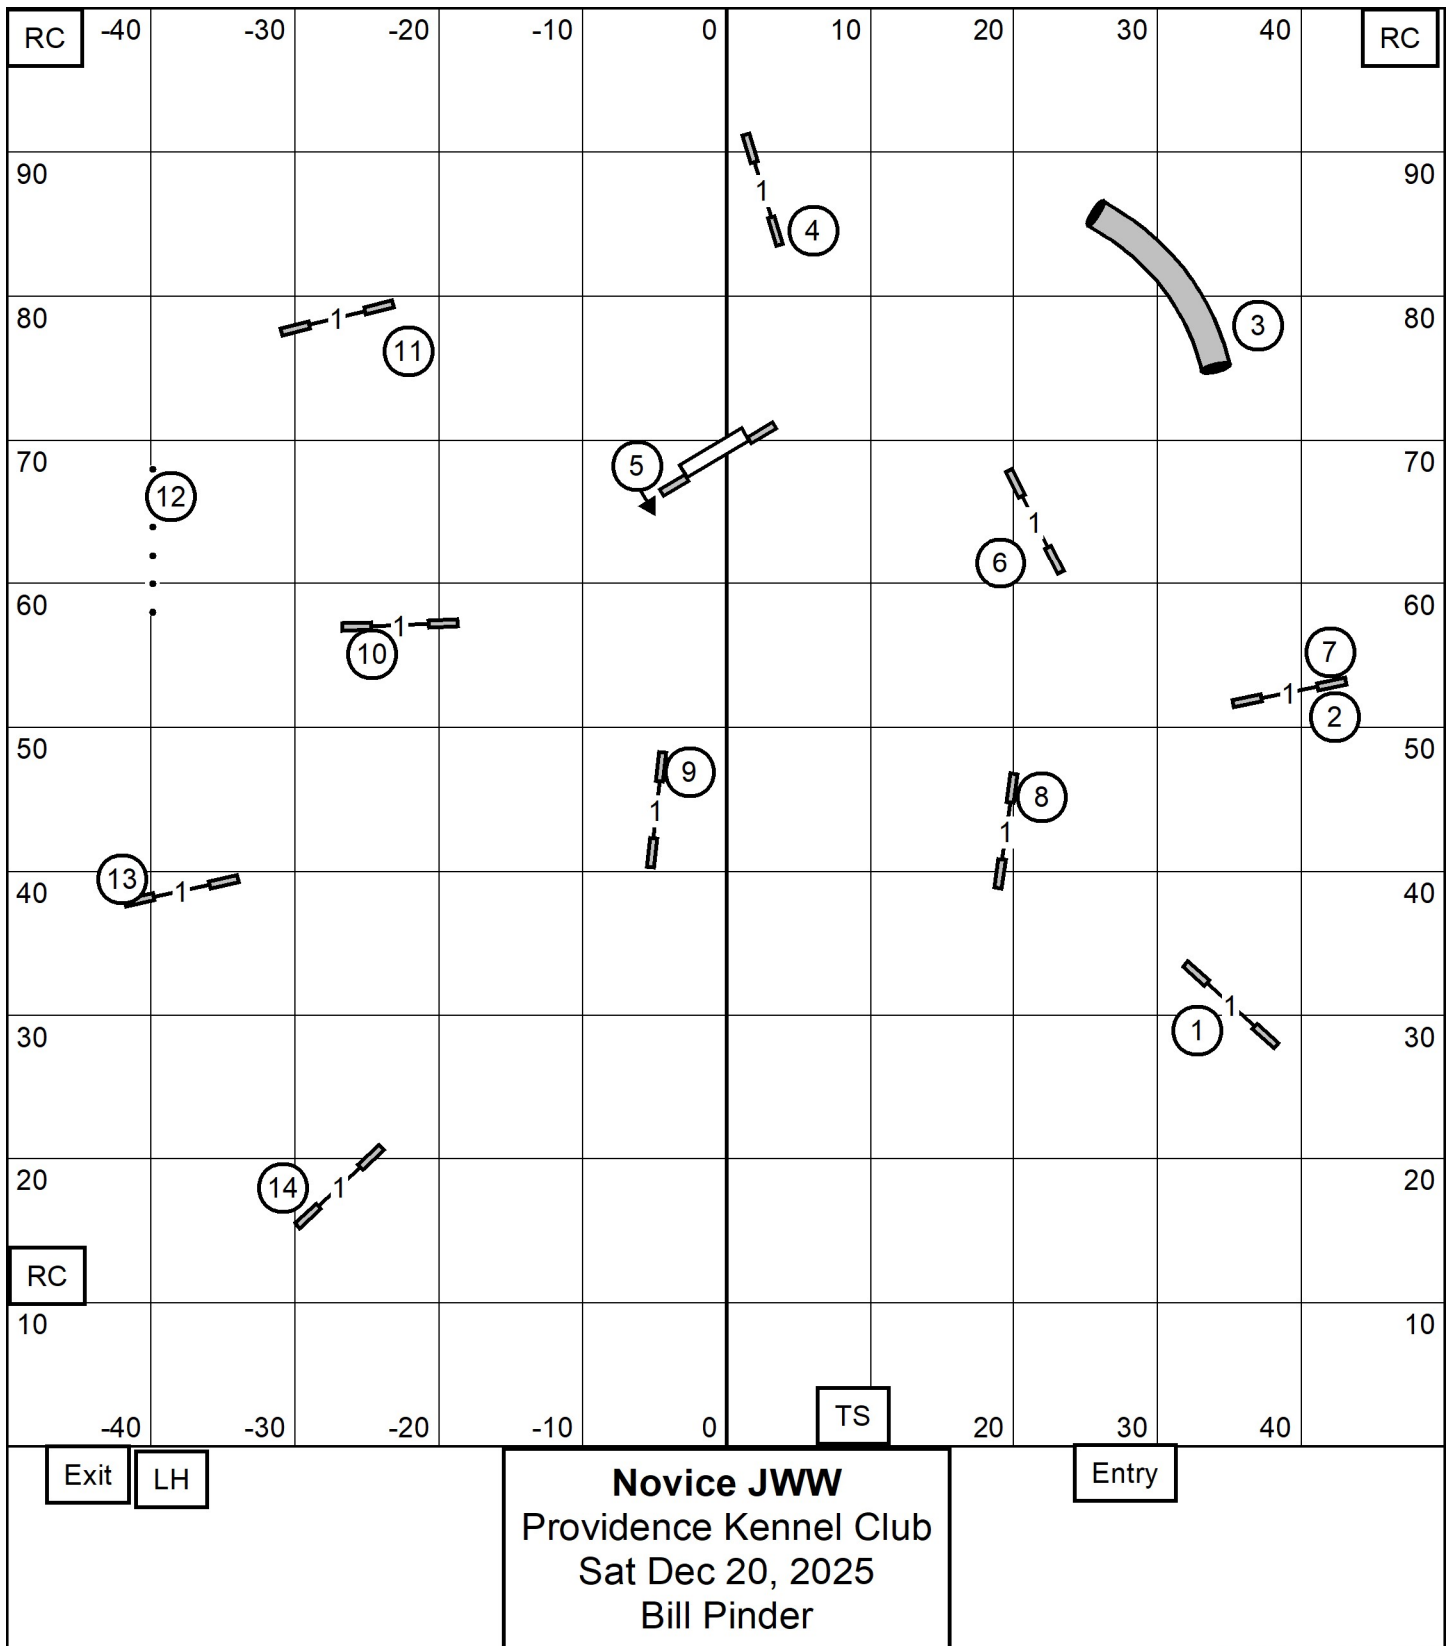 RC -40 -30 -20 -10 0 10 20 30 40 RC
90 90
1
4
80 3 80
1
11
5
70 70
12
1
6
60 60
1
10
7
1
2
50 50
9 8
1
1
13
40 1 40
1
1
30 30
20 14 1 20
RC
10 10
TS
-40 -30 -20 -10 0 20 30 40
Exit LH Entry
Novice JWW
Providence Kennel Club
Sat Dec 20, 2025
Bill Pinder